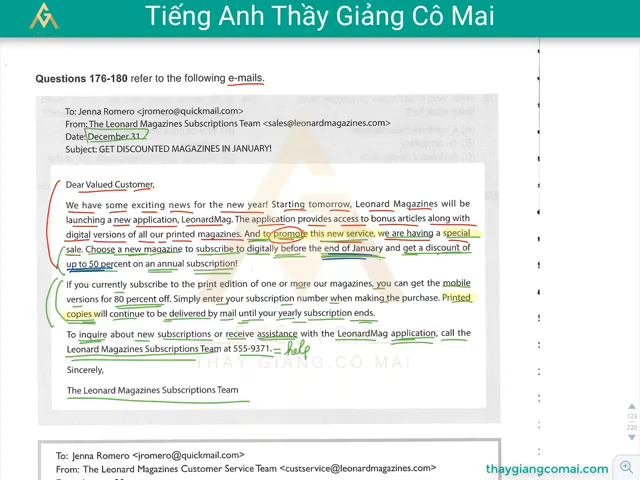 Tiếng Anh Thầy Giảng Cô Mai
Questions 176-180 refer to the following e-mails.
To: Jenna Romero <jromero@quickmail.com>
From: The Leonard Magazines Subscriptions Team <sales@leonardmagazines.com>
Date: December 31
Subject: GET DISCOUNTED MAGAZINES IN JANUARY!
Dear Valued Customer,
We have some exciting news for the new year! Starting tomorrow, Leonard Magazines will be
launching a new application, LeonardMag. The application provides access to bonus articles along with
digital versions of all our printed magazines. And to promote this new service, we are having a special
sale. Choose a new magazine to subscribe to digitally before the end of January and get a discount of
up to 50 percent on an annual subscription!
If you currently subscribe to the print edition of one or more our magazines, you can get the mobile
versions for 80 percent off. Simply enter your subscription number when making the purchase. Printed
copies will continue to be delivered by mail until your yearly subscription ends.
To inquire about new subscriptions or receive assistance with the LeonardMag application, call the
Leonard Magazines Subscriptions Team at 555-9371. = help
THẦY GIẢNG CÔ MAI
Sincerely,
The Leonard Magazines Subscriptions Team
123
220
To: Jenna Romero <jromero@quickmail.com>
From: The Leonard Magazines Customer Service Team <custservice@leonardmagazines.com>
thaygiangcomai.com